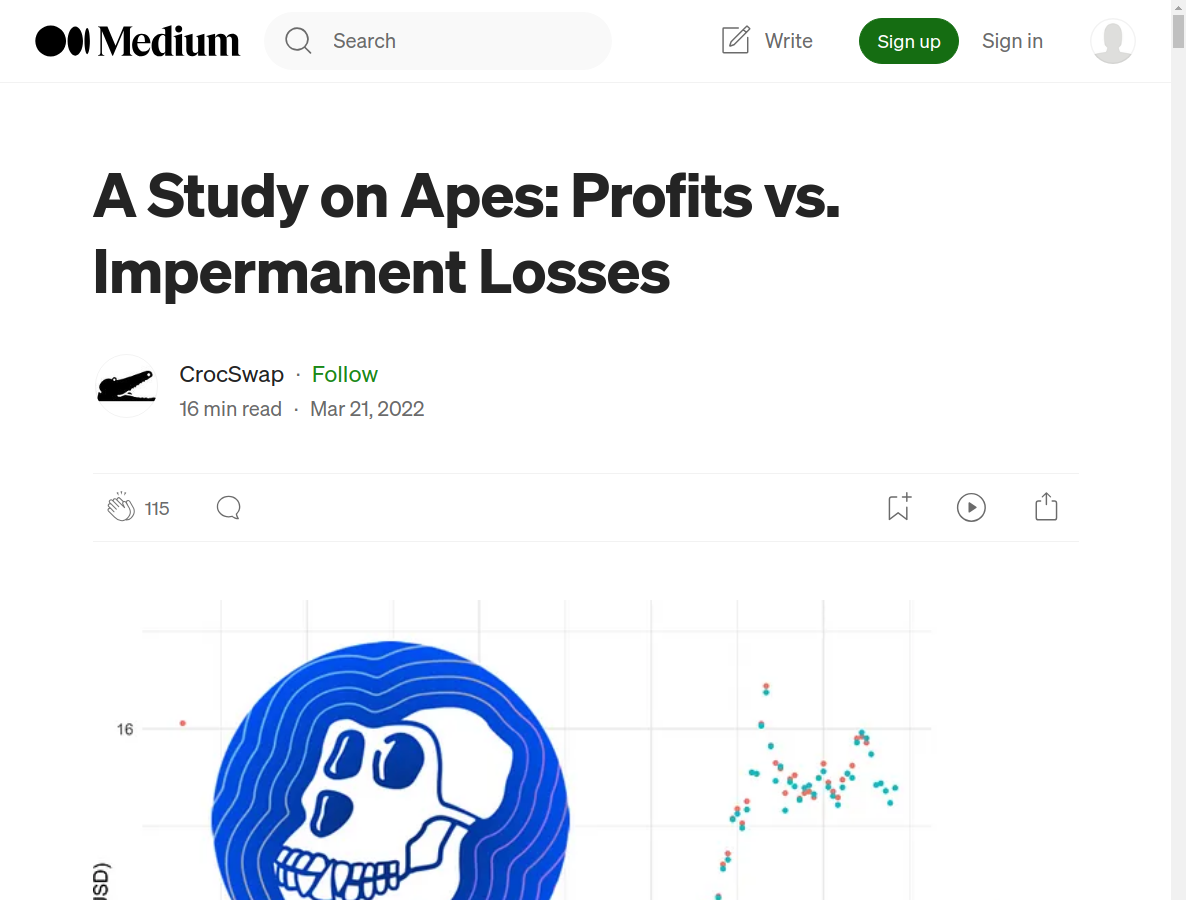 Medium
Search
Write
Sign up
Sign in
A Study on Apes: Profits vs.
Impermanent Losses
CrocSwap · Follow
16 min read · Mar 21, 2022
115
16